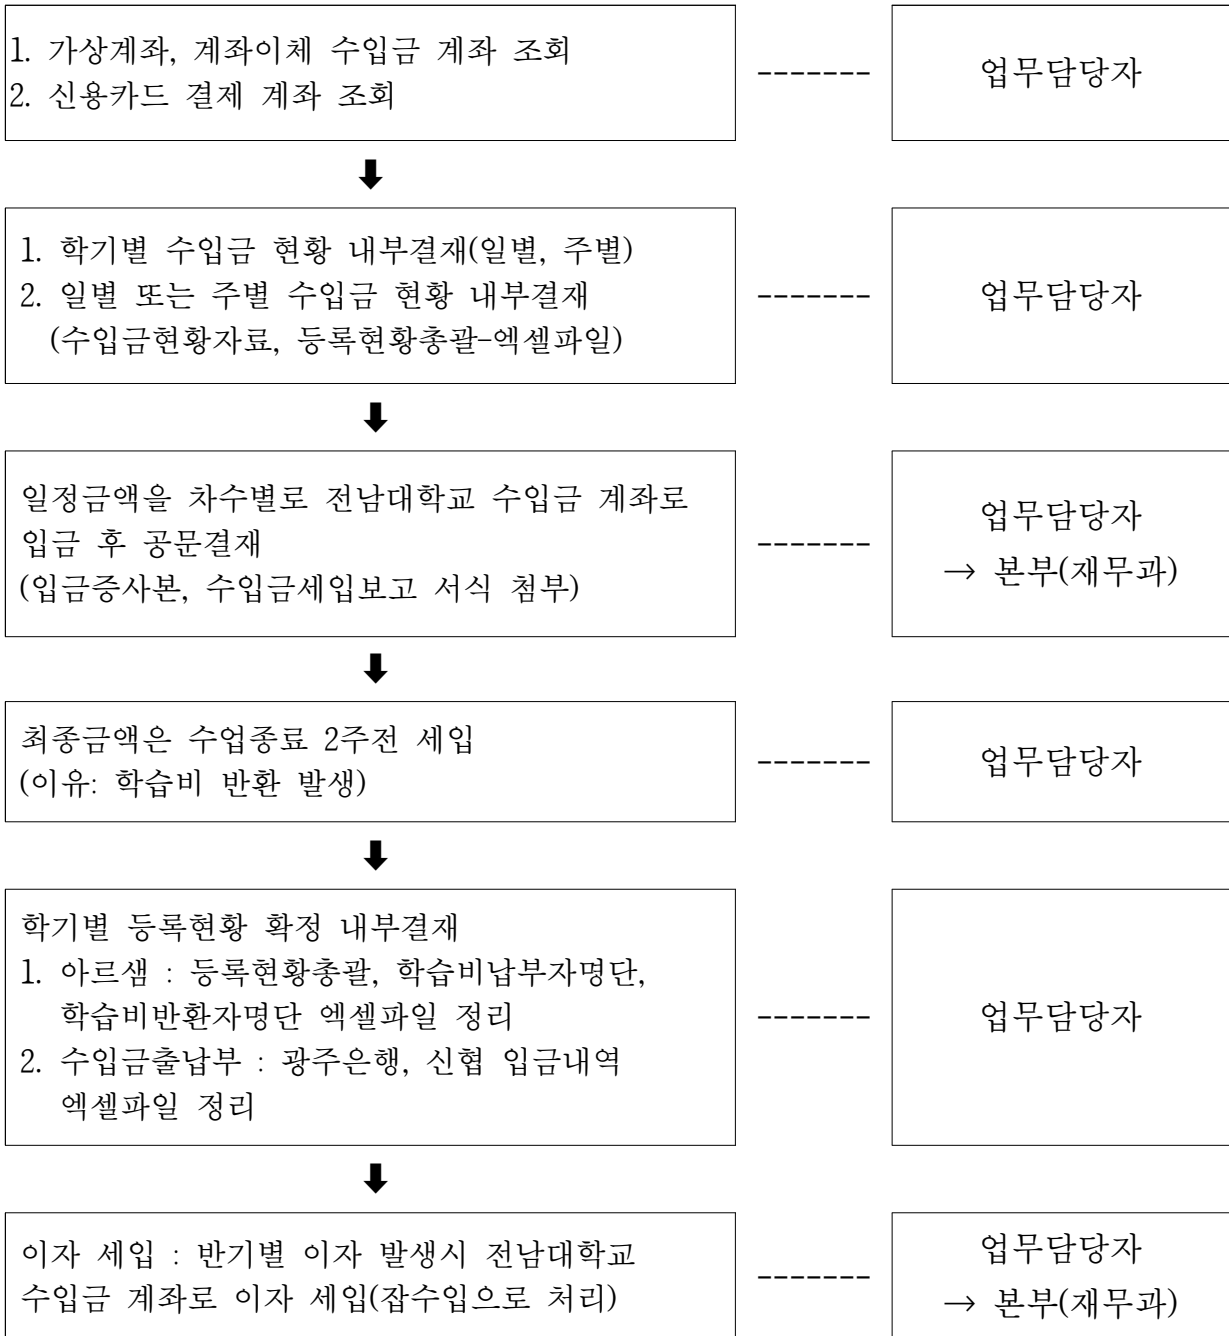 1. 가상계좌, 계좌이체 수입금 계좌 조회
2. 신용카드 결제 계좌 조회
-------
업무담당자
1. 학기별 수입금 현황 내부결재(일별, 주별)
2. 일별 또는 주별 수입금 현황 내부결재
(수입금현황자료, 등록현황총괄-엑셀파일)
-------
업무담당자
일정금액을 차수별로 전남대학교 수입금 계좌로
입금 후 공문결재
(입금증사본, 수입금세입보고 서식 첨부)
-------
업무담당자
→ 본부(재무과)
최종금액은 수업종료 2주전 세입
(이유: 학습비 반환 발생)
-------
업무담당자
학기별 등록현황 확정 내부결재
1. 아르샘 : 등록현황총괄, 학습비납부자명단,
학습비반환자명단 엑셀파일 정리
2. 수입금출납부 : 광주은행, 신협 입금내역
엑셀파일 정리
-------
업무담당자
이자 세입 : 반기별 이자 발생시 전남대학교
수입금 계좌로 이자 세입(잡수입으로 처리)
-------
업무담당자
→ 본부(재무과)